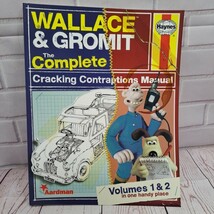 WALLACE
& GROMIT
Haynes
The
Complete
Cracking Contraptions Manual
Aardman
Volumes 1 & 2
in one handy place